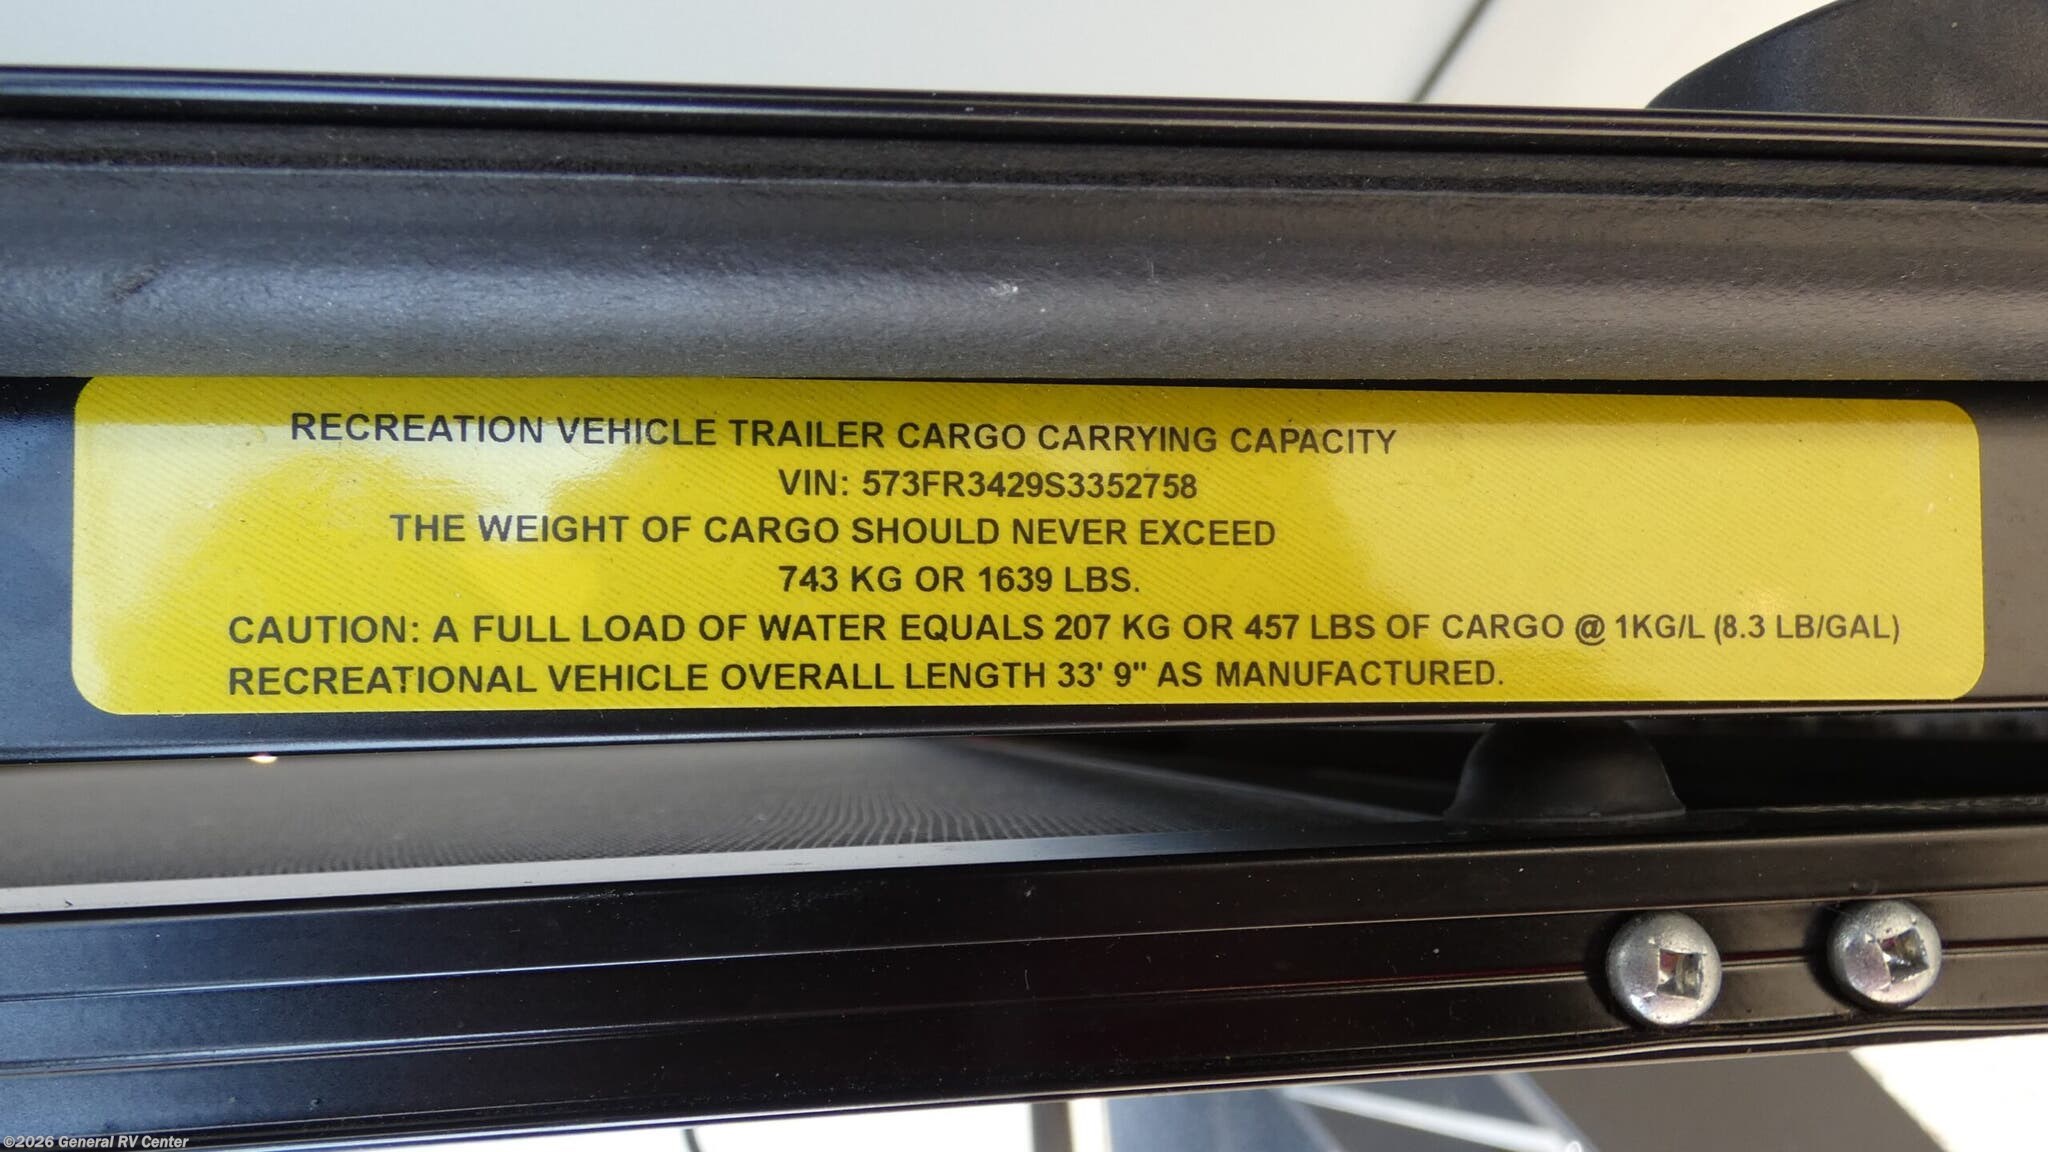 RECREATION VEHICLE TRAILER CARGO CARRYING CAPACITY
VIN: 573FR3429S3352758
THE WEIGHT OF CARGO SHOULD NEVER EXCEED
743 KG OR 1639 LBS.
CAUTION: A FULL LOAD OF WATER EQUALS 207 KG OR 457 LBS OF CARGO @ 1KG/L (8.3 LB/GAL)
RECREATIONAL VEHICLE OVERALL LENGTH 33' 9" AS MANUFACTURED.
©2026 General RV Center